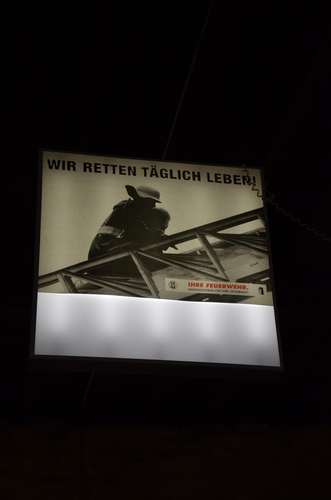 WIR RETTEN TÄGLICH LEBEN!
IHRE FEUERWEHR.